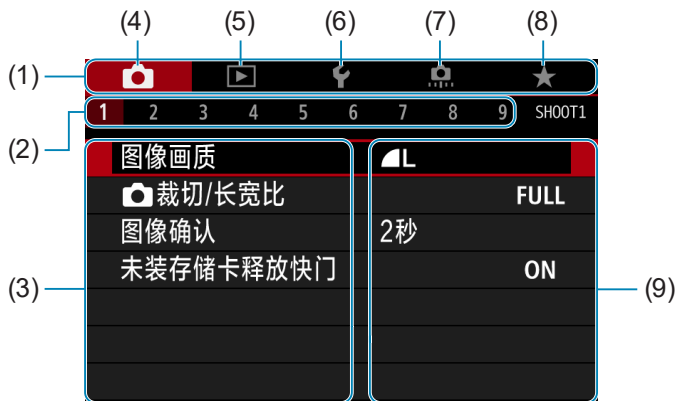 (4) (5) (6) (7) (8)
(1)
1 2 3 4 5 6 7 8 9 SHOOT1
(2)
图像画质 L
裁切/长宽比 FULL
图像确认 2秒
未装存储卡释放快门 ON
(3) (9)